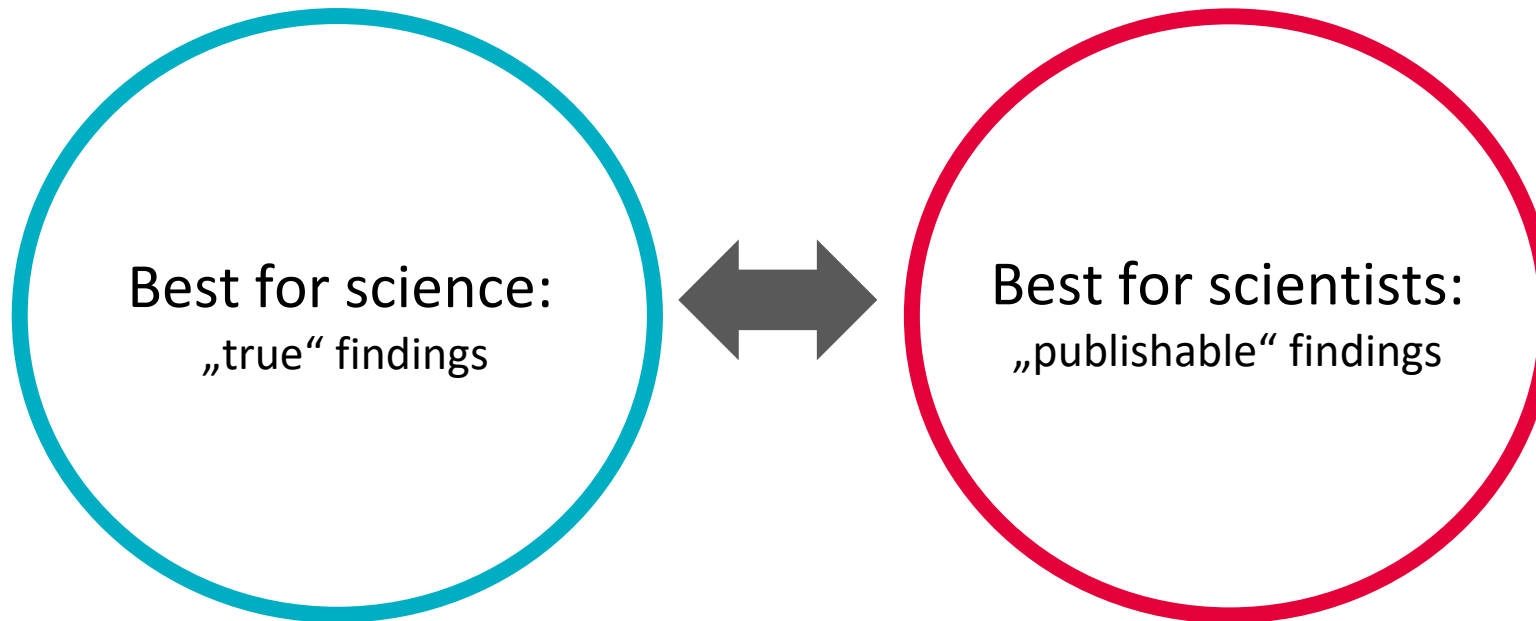 Best for science:
„true“ findings
Best for scientists:
„publishable“ findings